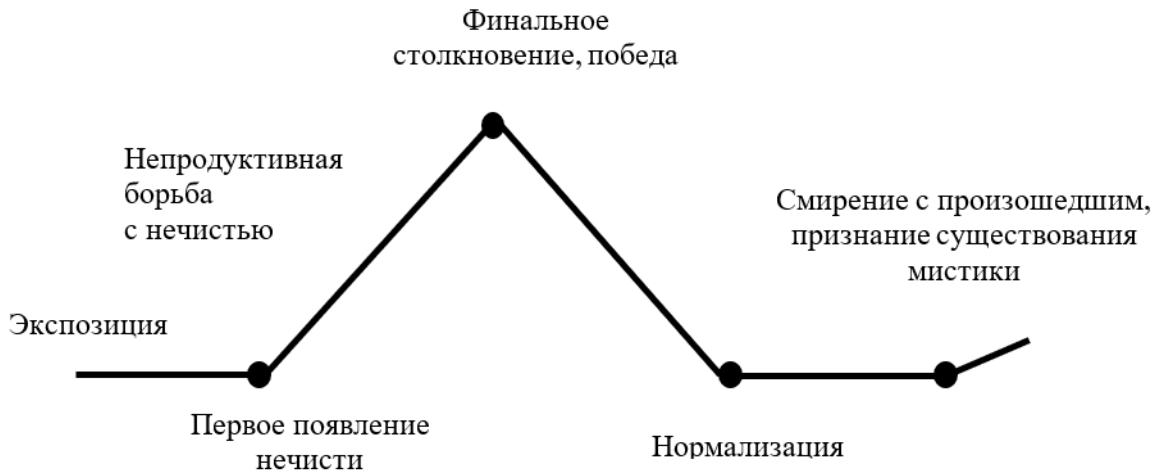 Финальное
столкновение, победа
Непродуктивная
борьба
с нечистью
Смирение с произошедшим,
признание существования
мистики
Экспозиция
Первое появление
нечисти
Нормализация